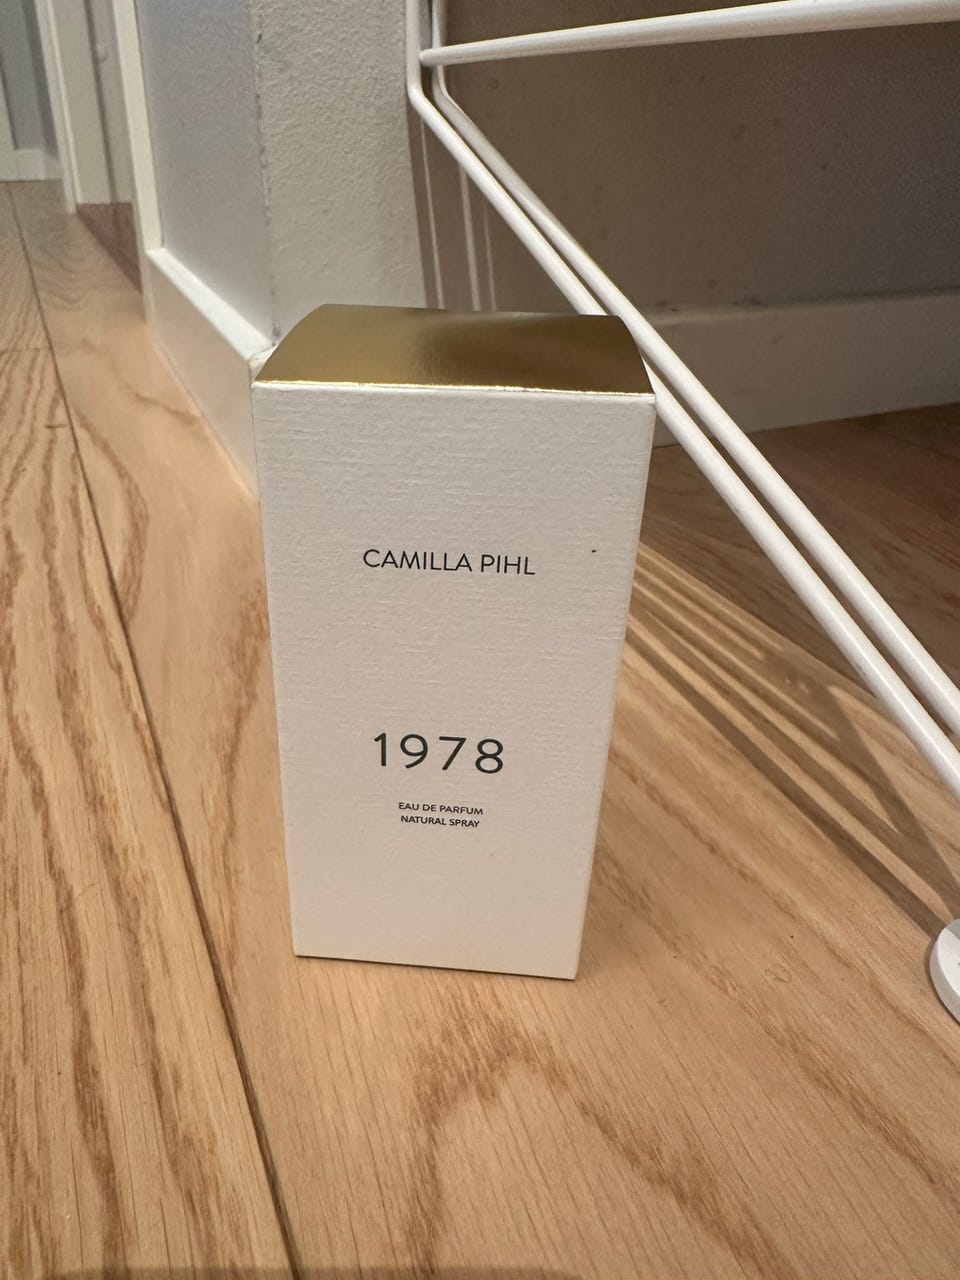 CAMILLA PIHL
1978
EAU DE PARFUM
NATURAL SPRAY